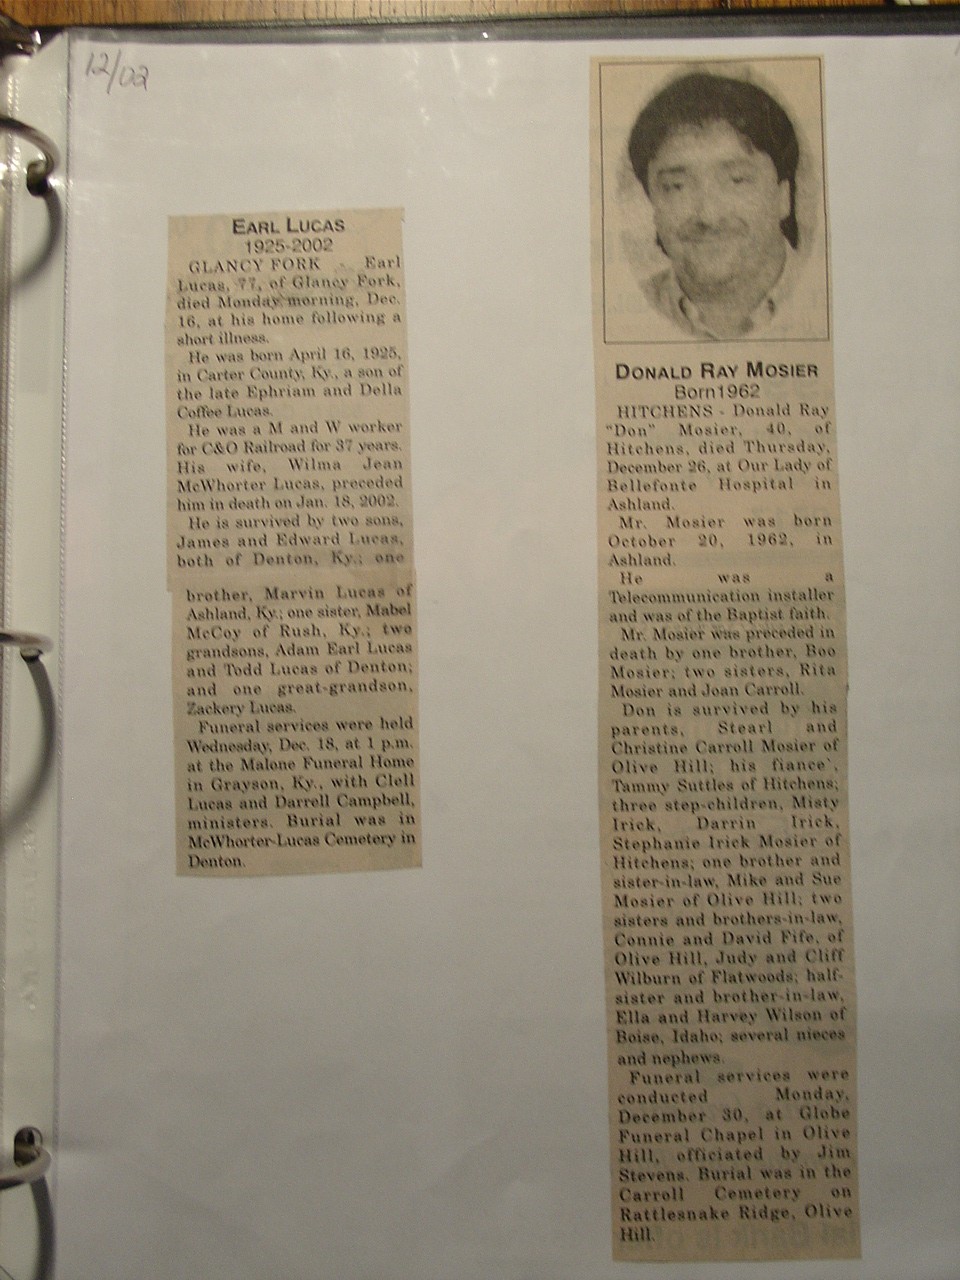 12/02
EARL LUCAS
1925-2002
GLANCY FORK - Earl
Lucas, 77, of Glancy Fork,
died Monday morning, Dec.
16, at his home following a
short illness.
He was born April 16, 1925,
in Carter County, Ky., a son of
the late Ephriam and Della
Coffee Lucas.
He was a M and W worker
for C&O Railroad for 37 years.
His wife, Wilma Jean
McWhorter Lucas, preceded
him in death on Jan. 18, 2002.
He is survived by two sons,
James and Edward Lucas,
both of Denton, Ky.; one
brother, Marvin Lucas of
Ashland, Ky.; one sister, Mabel
McCoy of Rush, Ky.; two
grandsons, Adam Earl Lucas
and Todd Lucas of Denton;
and one great-grandson,
Zackery Lucas.
Funeral services were held
Wednesday, Dec. 18, at 1 p.m.
at the Malone Funeral Home
in Grayson, Ky., with Clell
Lucas and Darrell Campbell,
ministers. Burial was in
McWhorter-Lucas Cemetery in
Denton.
DONALD RAY MOSIER
Born1962
HITCHENS - Donald Ray
"Don" Mosier, 40, of
Hitchens, died Thursday,
December 26, at Our Lady of
Bellefonte Hospital in
Ashland.
Mr. Mosier was born
October 20, 1962, in
Ashland.
He was a
Telecommunication installer
and was of the Baptist faith.
Mr. Mosier was preceded in
death by one brother, Boo
Mosier; two sisters, Rita
Mosier and Joan Carroll.
Don is survived by his
parents, Stearl and
Christine Carroll Mosier of
Olive Hill; his fiance`,
Tammy Suttles of Hitchens;
three step-children, Misty
Irick, Darrin Irick,
Stephanie Irick Mosier of
Hitchens; one brother and
sister-in-law, Mike and Sue
Mosier of Olive Hill; two
sisters and brothers-in-law,
Connie and David Fife, of
Olive Hill, Judy and Cliff
Wilburn of Flatwoods; half-
sister and brother-in-law,
Ella and Harvey Wilson of
Boise, Idaho; several nieces
and nephews.
Funeral services were
conducted Monday,
December 30, at Globe
Funeral Chapel in Olive
Hill, officiated by Jim
Stevens. Burial was in the
Carroll Cemetery on
Rattlesnake Ridge, Olive
Hill.